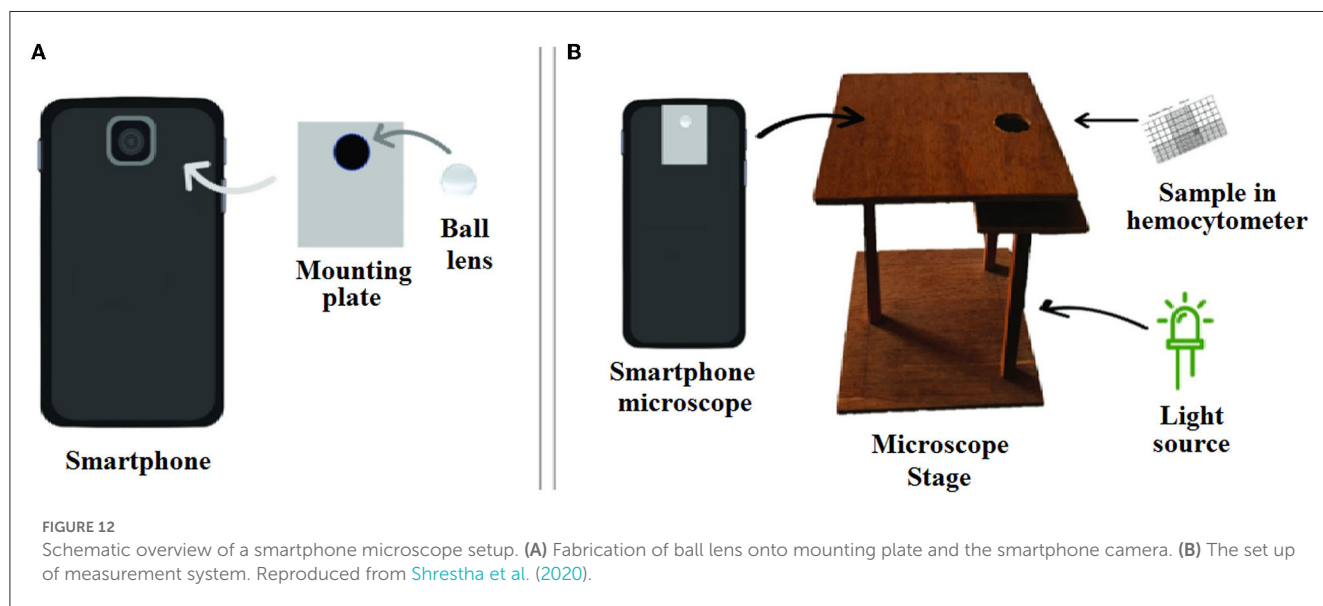 A
Ball
lens
Mounting
plate
Smartphone
B
Sample in
hemocytometer
Smartphone
microscope
Microscope
Stage
Light
source
FIGURE 12
Schematic overview of a smartphone microscope setup. (A) Fabrication of ball lens onto mounting plate and the smartphone camera. (B) The set up
of measurement system. Reproduced from Shrestha et al. (2020).